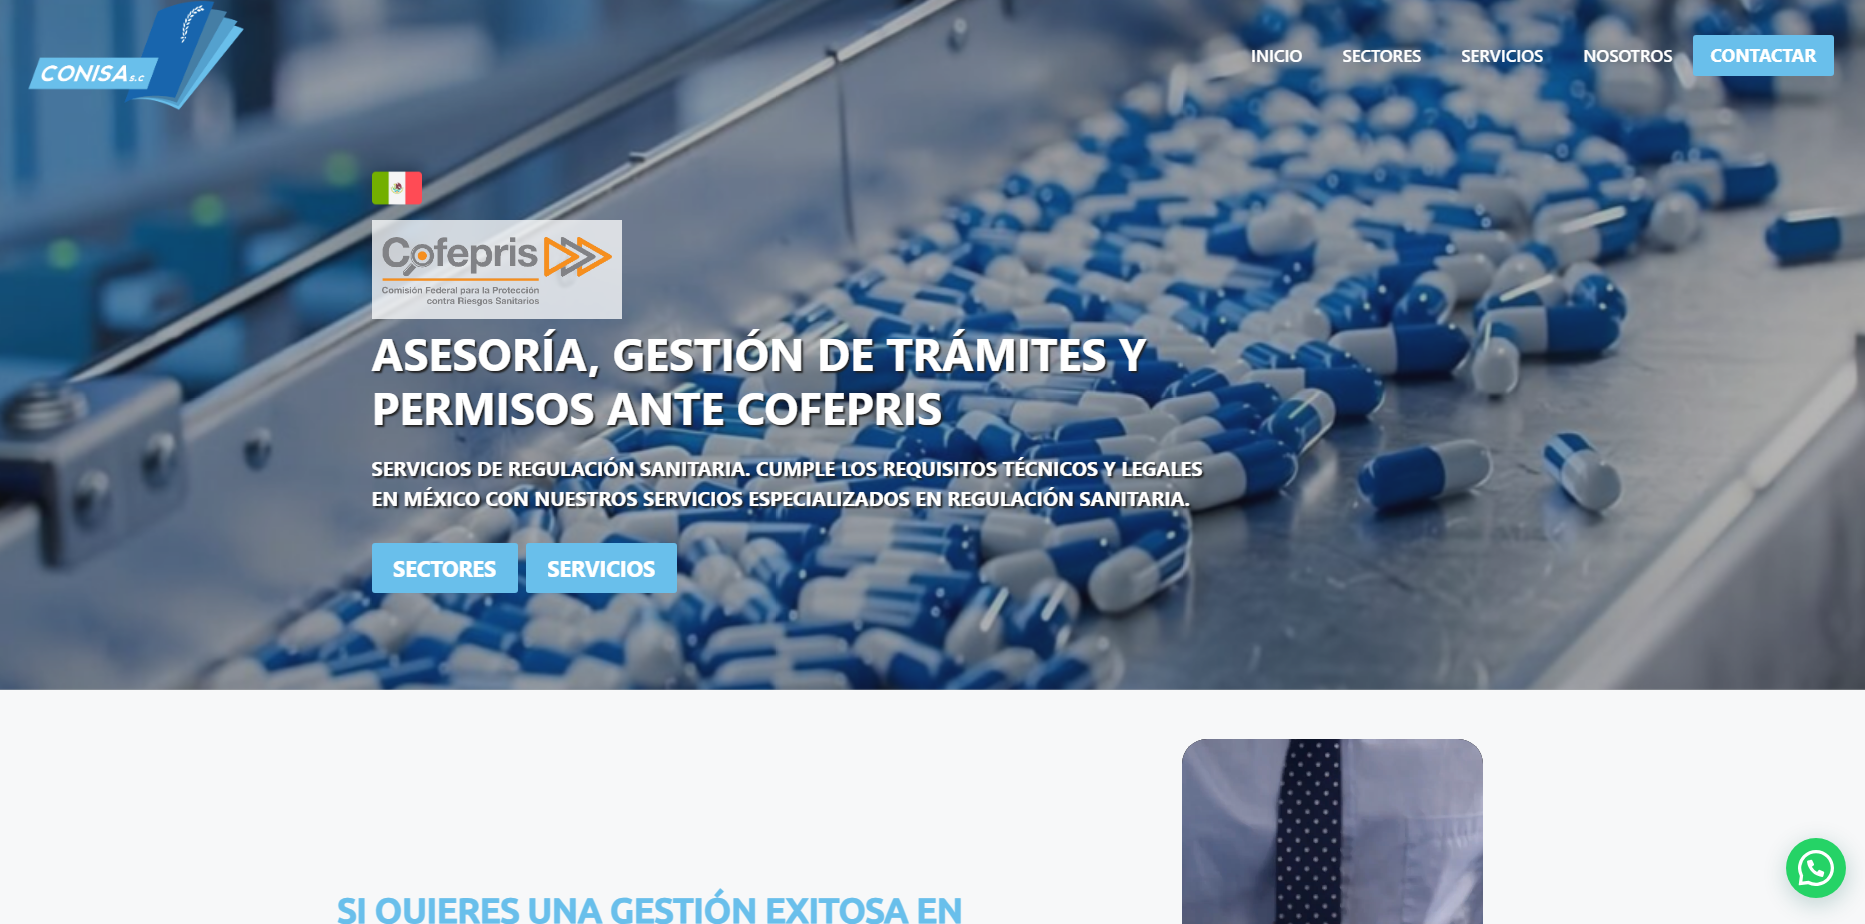 CONISA s.c
INICIO
SECTORES
SERVICIOS
NOSOTROS
CONTACTAR
Cofepris
Comisión Federal para la Protección
contra Riesgos Sanitarios
ASESORÍA, GESTIÓN DE TRÁMITES Y
PERMISOS ANTE COFEPRIS
SERVICIOS DE REGULACIÓN SANITARIA. CUMPLE LOS REQUISITOS TÉCNICOS Y LEGALES
EN MÉXICO CON NUESTROS SERVICIOS ESPECIALIZADOS EN REGULACIÓN SANITARIA.
SECTORES
SERVICIOS
SI QUIERES UNA GESTIÓN EXITOSA EN